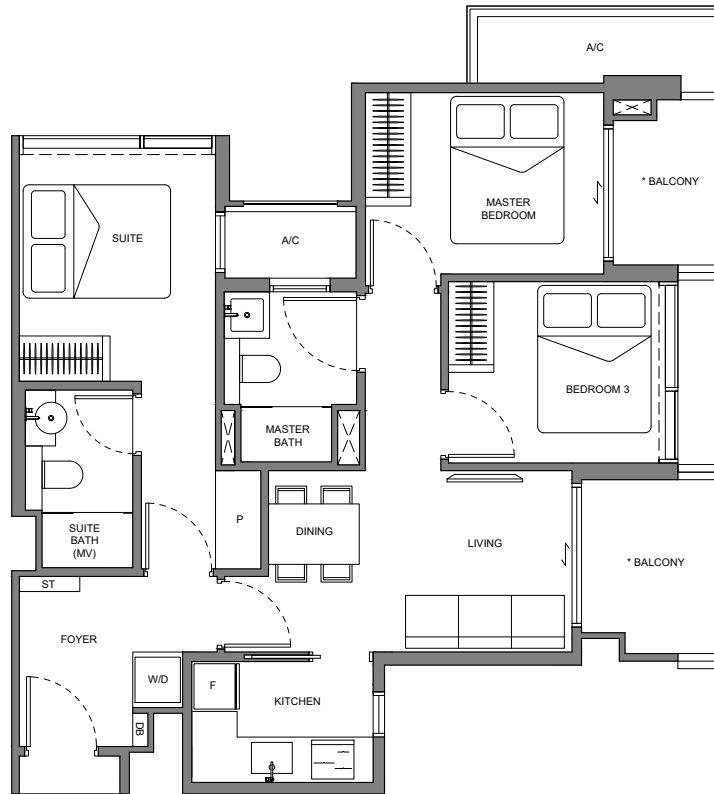 A/C
* BALCONY
MASTER
BEDROOM
SUITE
A/C
BEDROOM 3
MASTER
BATH
P
DINING
LIVING
SUITE
BATH
(MV)
* BALCONY
ST
FOYER
W/D
F
KITCHEN
DB